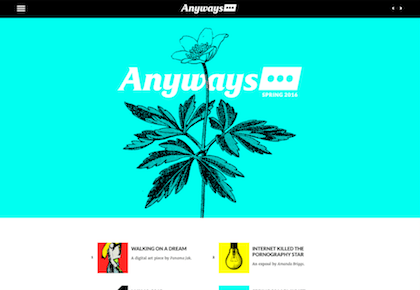 Anyways
Anyways
SPRING 2016
WALKING ON A DREAM
A digital art piece by Fatuma Jak.
INTERNET KILLED THE
PORNOGRAPHY STAR
An exposé by Amanda Briggs.